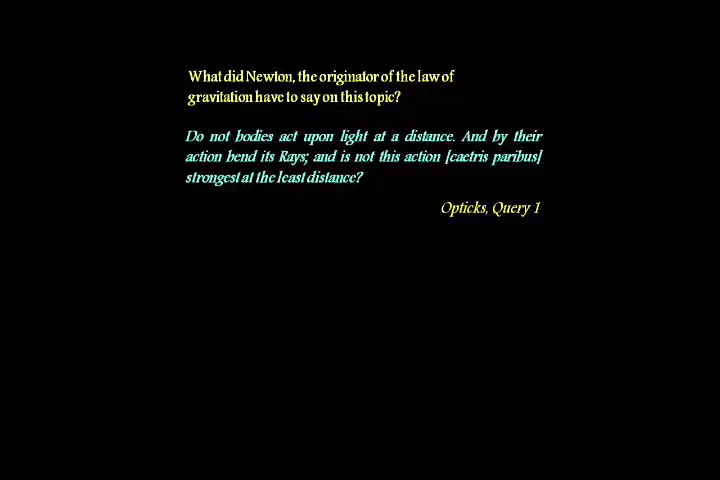 What did Newton, the originator of the law of
gravitation have to say on this topic?
Do not bodies act upon light at a distance. And by their
action bend its Rays; and is not this action [caetris paribus]
strongest at the least distance?
Opticks, Query 1